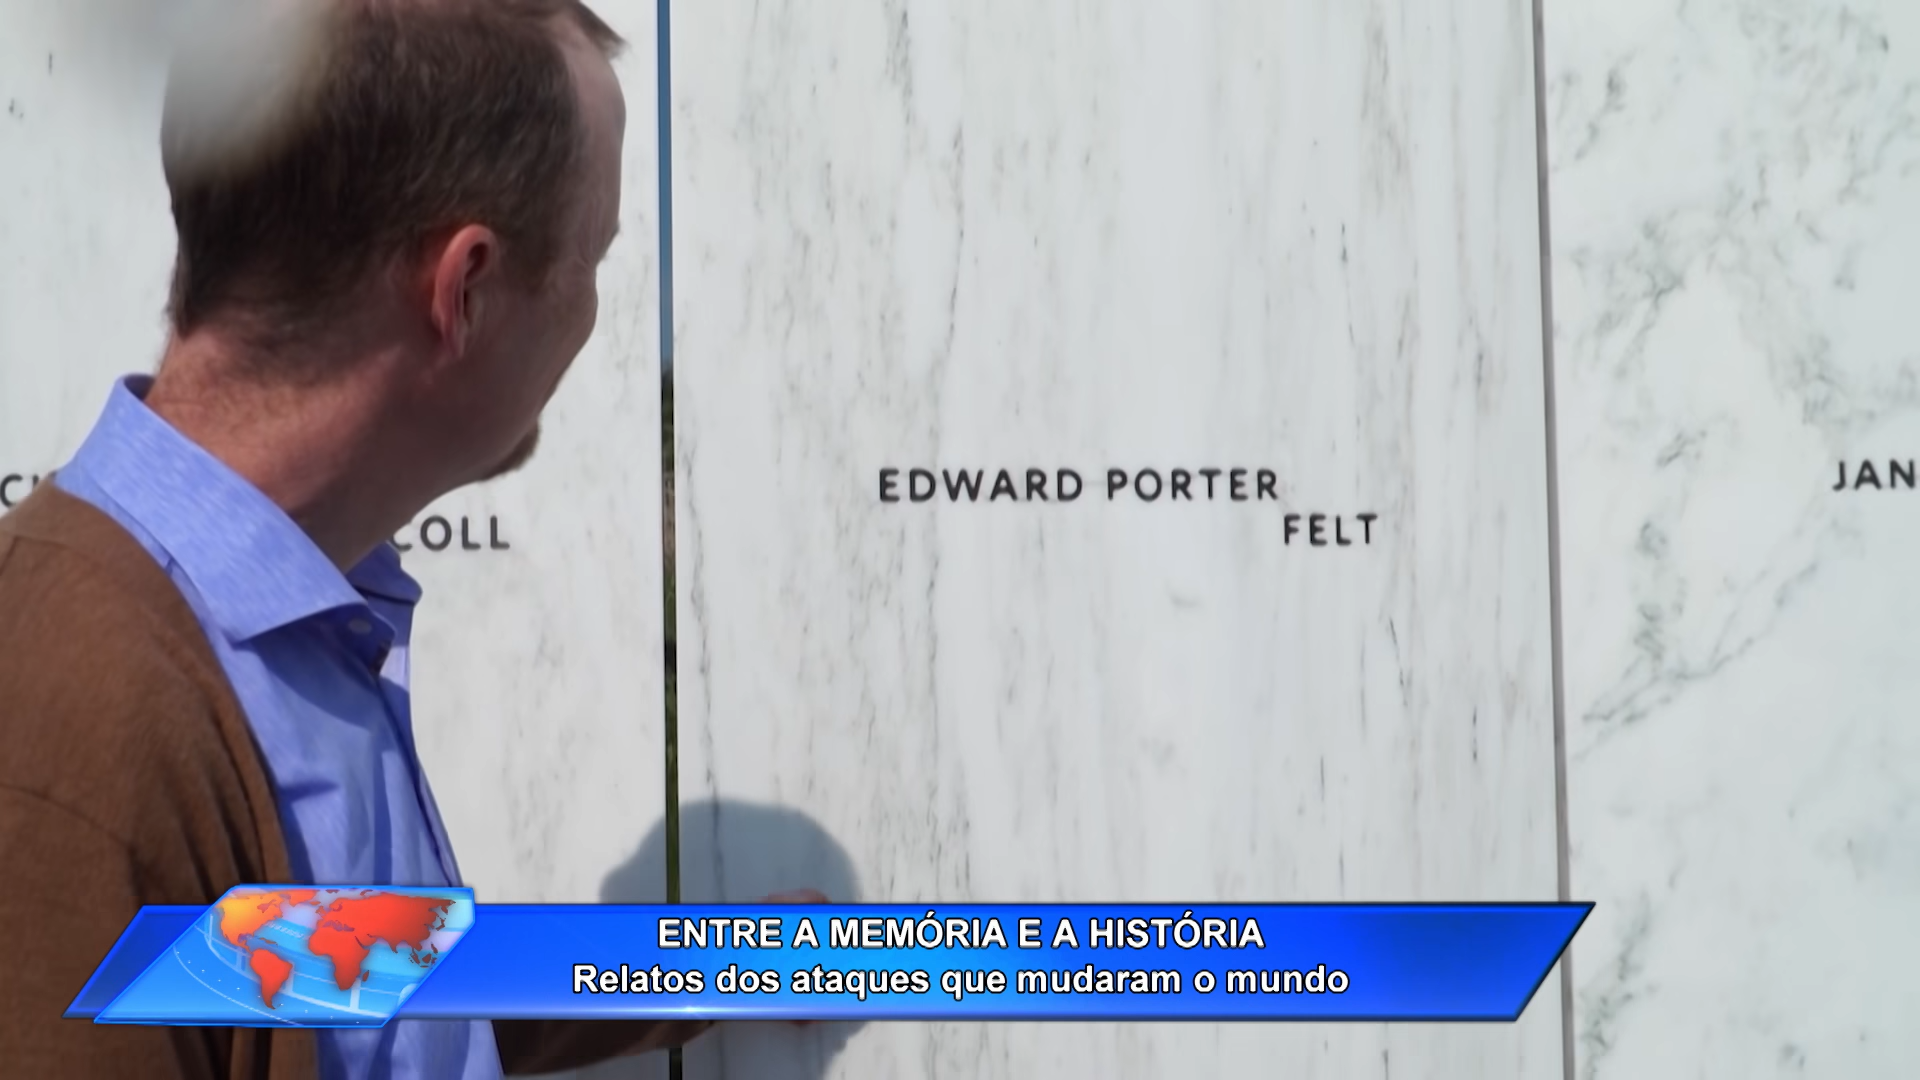 COLL
EDWARD PORTER
FELT
JAN
ENTRE A MEMÓRIA E A HISTÓRIA
Relatos dos ataques que mudaram o mundo